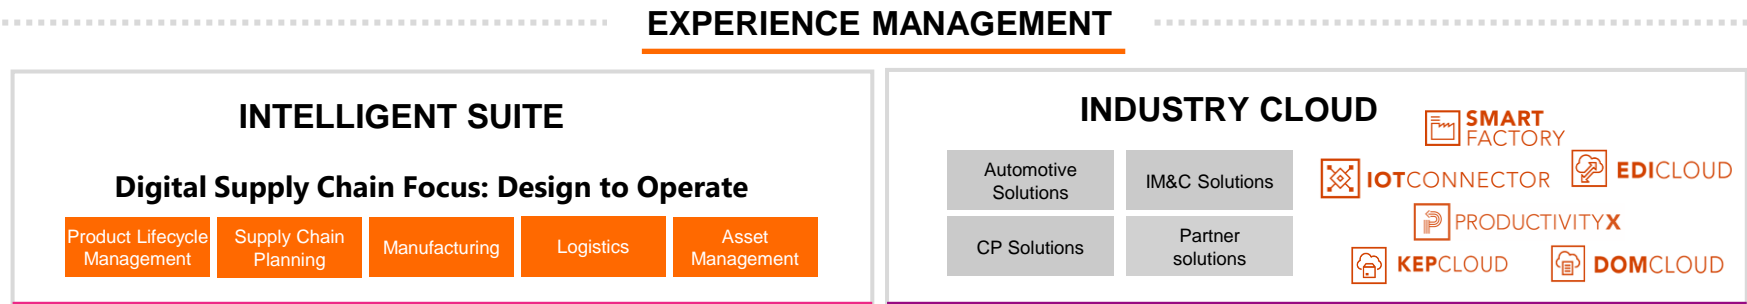 EXPERIENCE MANAGEMENT
INTELLIGENT SUITE
Digital Supply Chain Focus: Design to Operate
Product Lifecycle
Management
Supply Chain
Planning
Manufacturing
Logistics
Asset
Management
INDUSTRY CLOUD
Automotive
Solutions
IM&C Solutions
CP Solutions
Partner
solutions
SMART
FACTORY
IOTCONNECTOR
EDICLOUD
PRODUCTIVITYX
KEPCLOUD
DOMCLOUD